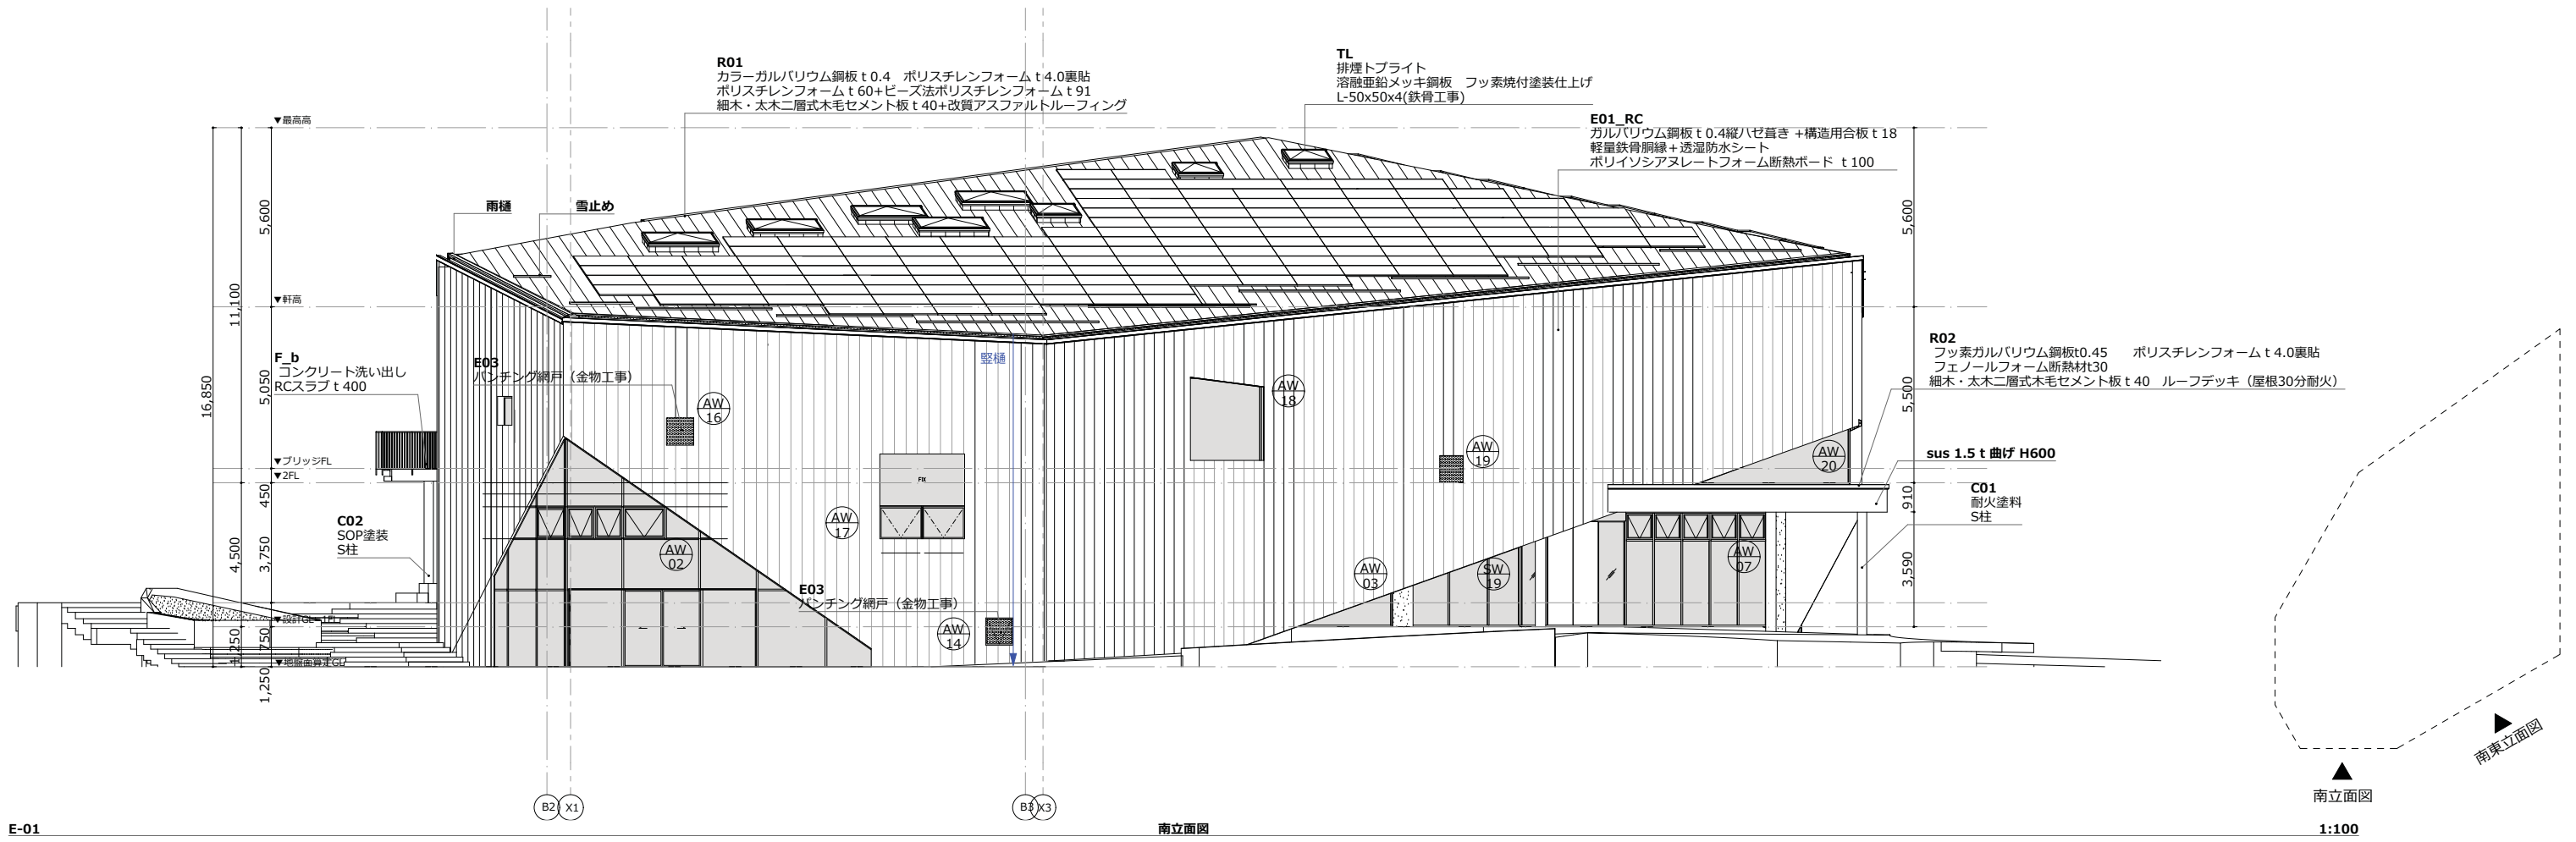 R01
カラーガルバリウム鋼板 t 0.4　ポリスチレンフォーム t 4.0裏貼
ポリスチレンフォーム t 60+ビーズ法ポリスチレンフォーム t 91
細木・太木二層式木毛セメント板 t 40+改質アスファルトルーフィング
TL
排煙トプライト
溶融亜鉛メッキ鋼板　フッ素焼付塗装仕上げ
L-50x50x4(鉄骨工事)
E01_RC
ガルバリウム鋼板 t 0.4縦ハゼ葺き +構造用合板 t 18
軽量鉄骨胴縁＋透湿防水シート
ポリイソシアヌレートフォーム断熱ボード t 100
▼最高高
雨樋
雪止め
5,600
5,600
▼軒高
11,100
16,850
5,050
5,500
F_b
コンクリート洗い出し
RCスラブ t 400
E03
パンチング網戸（金物工事）
竪樋
AW
16
AW
18
R02
フッ素ガルバリウム鋼板t0.45　　ポリスチレンフォーム t 4.0裏貼
フェノールフォーム断熱材t30
細木・太木二層式木毛セメント板 t 40　ルーフデッキ（屋根30分耐火）
▼ブリッジFL
▼2FL
AW
19
AW
20
sus 1.5 t 曲げ H600
450
910
FIX
C01
耐火塗料
S柱
C02
SOP塗装
S柱
AW
17
AW
02
4,500
3,750
3,590
AW
03
SW
19
AW
07
E03
パンチング網戸（金物工事）
▼設計GL=1FL
AW
14
1,250
750
▼地盤面算定GL
1,250
B2
X1
B3
X3
南東立面図
南立面図
E-01
南立面図
1:100